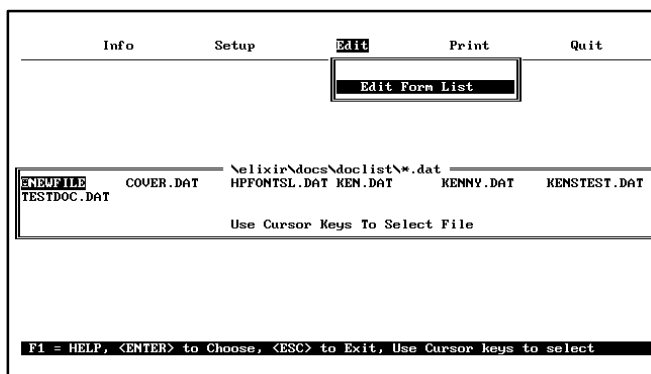 Info Setup Edit Print Quit
Edit Form List
\elixir\docs\doclist\*.dat
NEWFILE COVER.DAT HPFONTSL.DAT KEN.DAT KENNY.DAT KENSTEST.DAT
TESTDOC.DAT
Use Cursor Keys To Select File
F1 = HELP, <ENTER> to Choose, <ESC> to Exit, Use Cursor keys to select